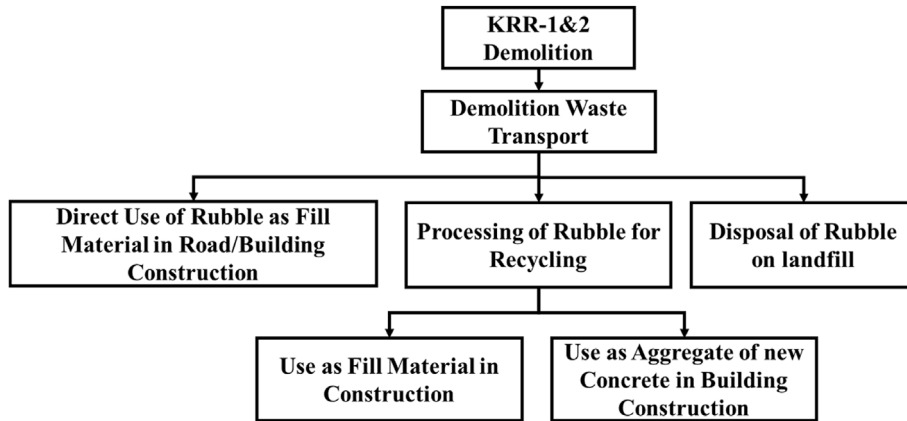 KRR-1&2
Demolition
Demolition Waste
Transport
Direct Use of Rubble as Fill
Material in Road/Building
Construction
Processing of Rubble for
Recycling
Disposal of Rubble
on landfill
Use as Fill Material in
Construction
Use as Aggregate of new
Concrete in Building
Construction